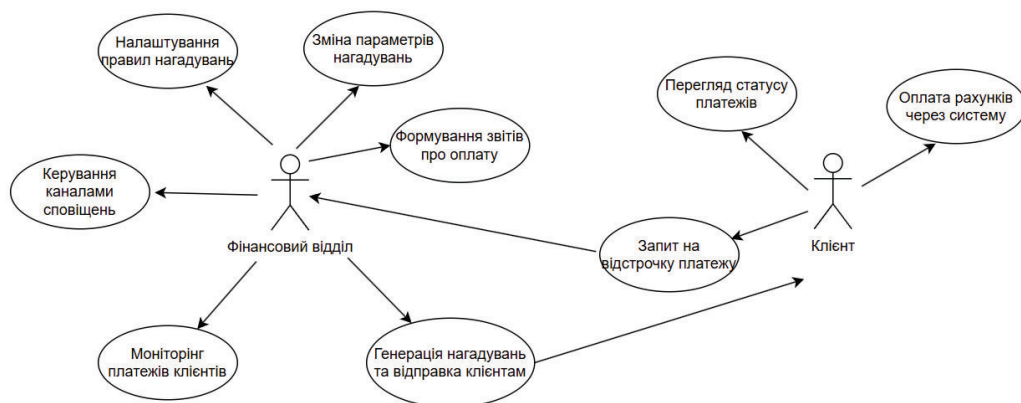 Налаштування
правил нагадувань
Зміна параметрів
нагадувань
Перегляд статусу
платежів
Оплата рахунків
через систему
Формування звітів
про оплату
Керування
каналами
сповіщень
Фінансовий відділ
Запит на
відстрочку платежу
Клієнт
Моніторінг
платежів клієнтів
Генерація нагадувань
та відправка клієнтам